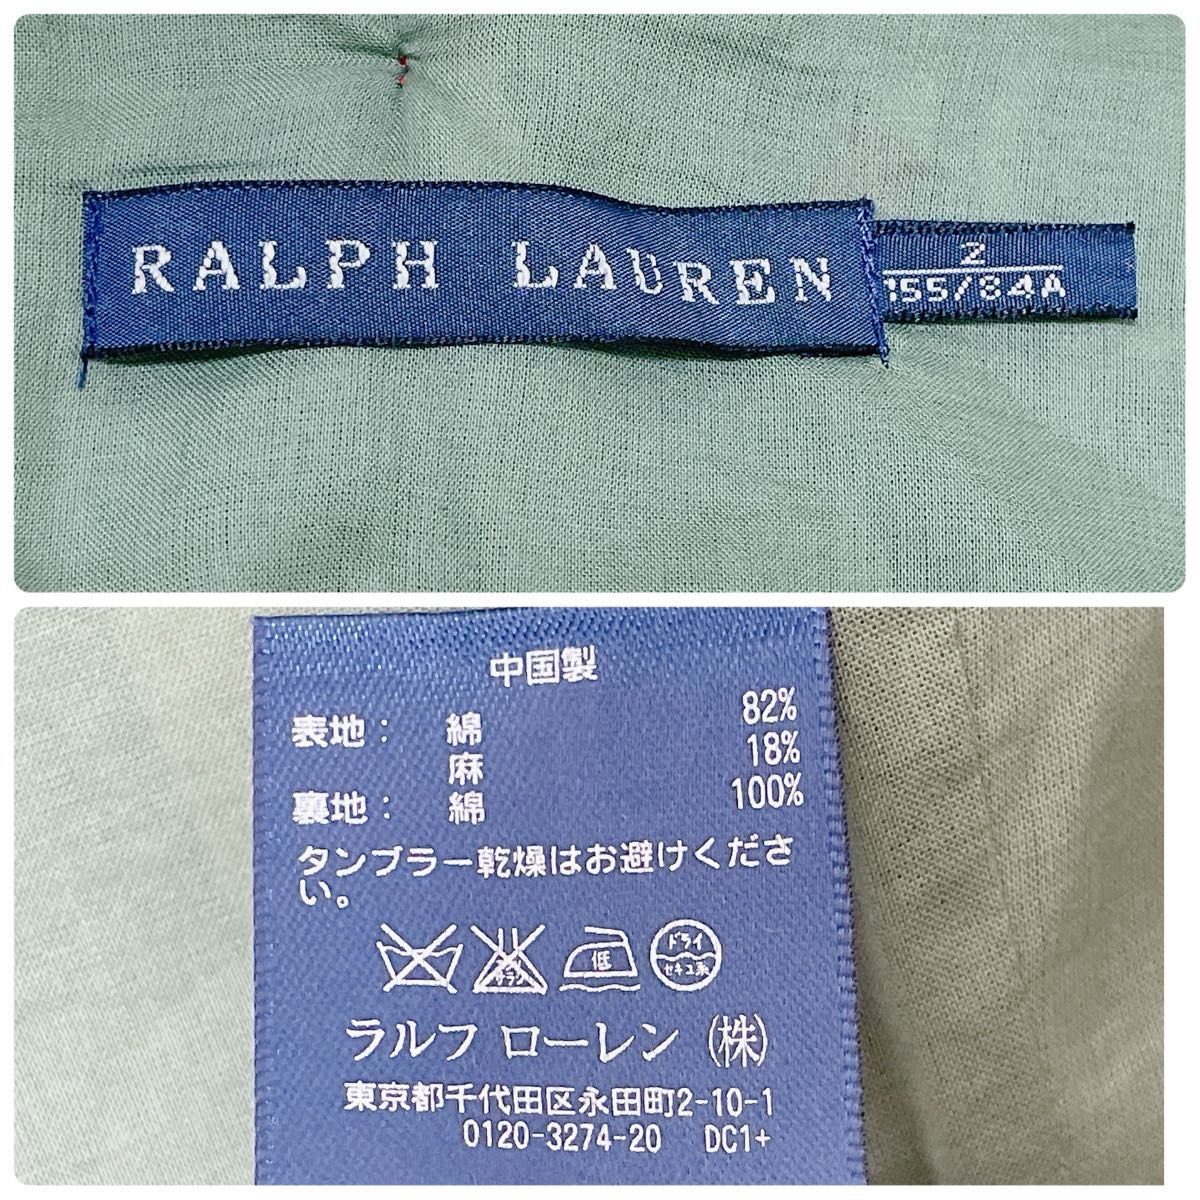 RALPH LAUREN
2
155/84A
中国製
表地： 綿 82%
麻 18%
裏地： 綿 100%
タンブラー乾燥はお避けくださ
い。
低
ドライ
セキユ系
ラルフ ローレン（株）
東京都千代田区永田町2-10-1
0120-3274-20 DC1+